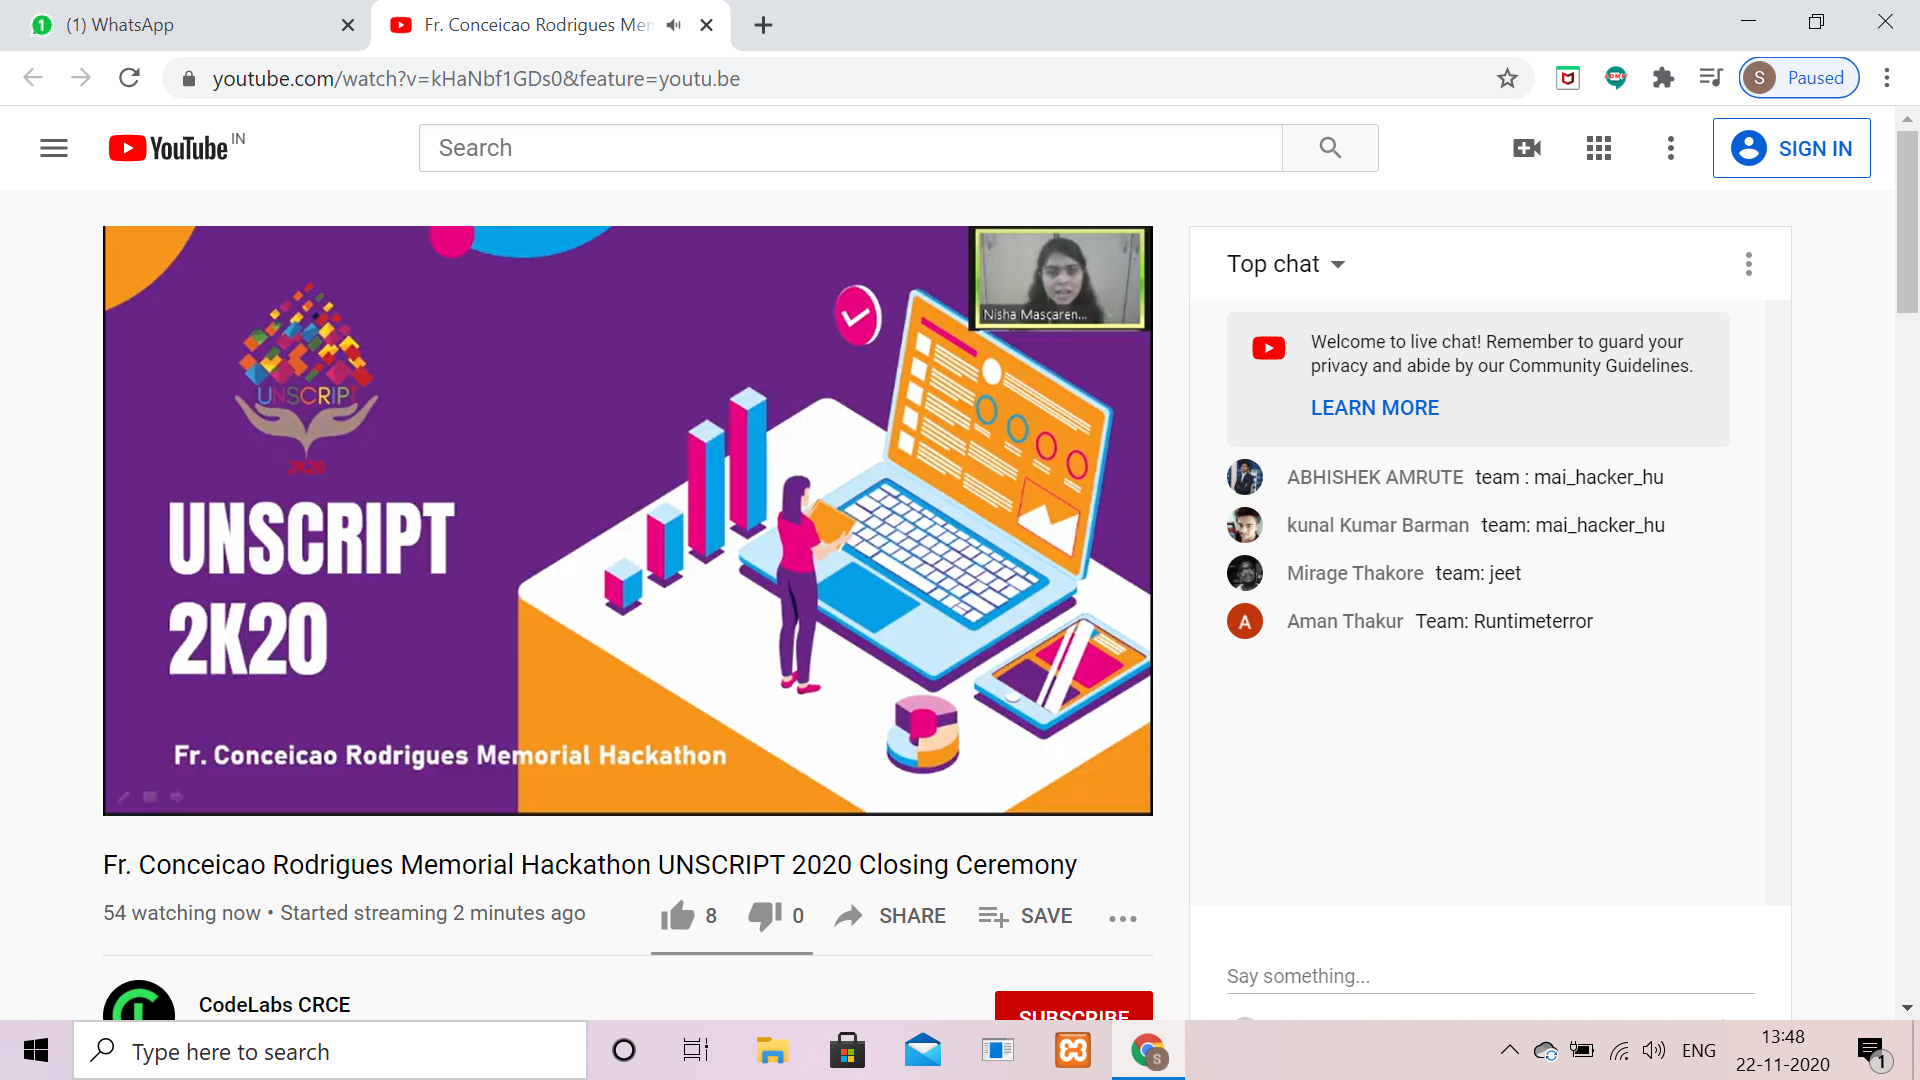 (1) WhatsApp
Fr. Conceicao Rodrigues Mem
youtube.com/watch?v=kHaNbf1GDs0&feature=youtu.be
S Paused
YouTube IN
Search
SIGN IN
Nisha Mascaren...
UNSCRIPT
2K20
UNSCRIPT
2K20
Fr. Conceicao Rodrigues Memorial Hackathon
Fr. Conceicao Rodrigues Memorial Hackathon UNSCRIPT 2020 Closing Ceremony
54 watching now • Started streaming 2 minutes ago
8 0 SHARE SAVE
CodeLabs CRCE
SUBSCRIBE
Top chat
Welcome to live chat! Remember to guard your
privacy and abide by our Community Guidelines.
LEARN MORE
ABHISHEK AMRUTE team : mai_hacker_hu
kunal Kumar Barman team: mai_hacker_hu
Mirage Thakore team: jeet
A Aman Thakur Team: Runtimeterror
Say something...
Type here to search
S
ENG
13:48
22-11-2020
1